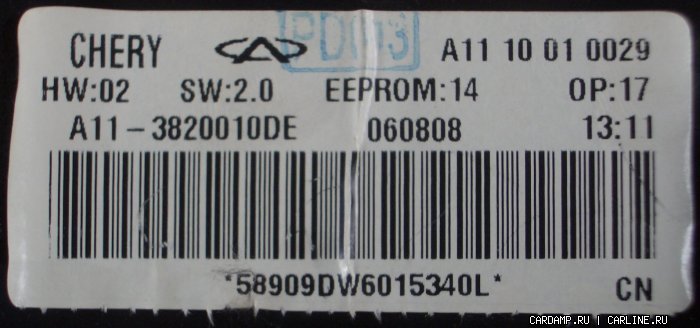 CHERY PD013 A11 10 01 0029
HW:02 SW:2.0 EEPROM:14 OP:17
A11-3820010DE 060808 13:11
*58909DW6015340L* CN
CARDAMP.RU | CARLINE.RU